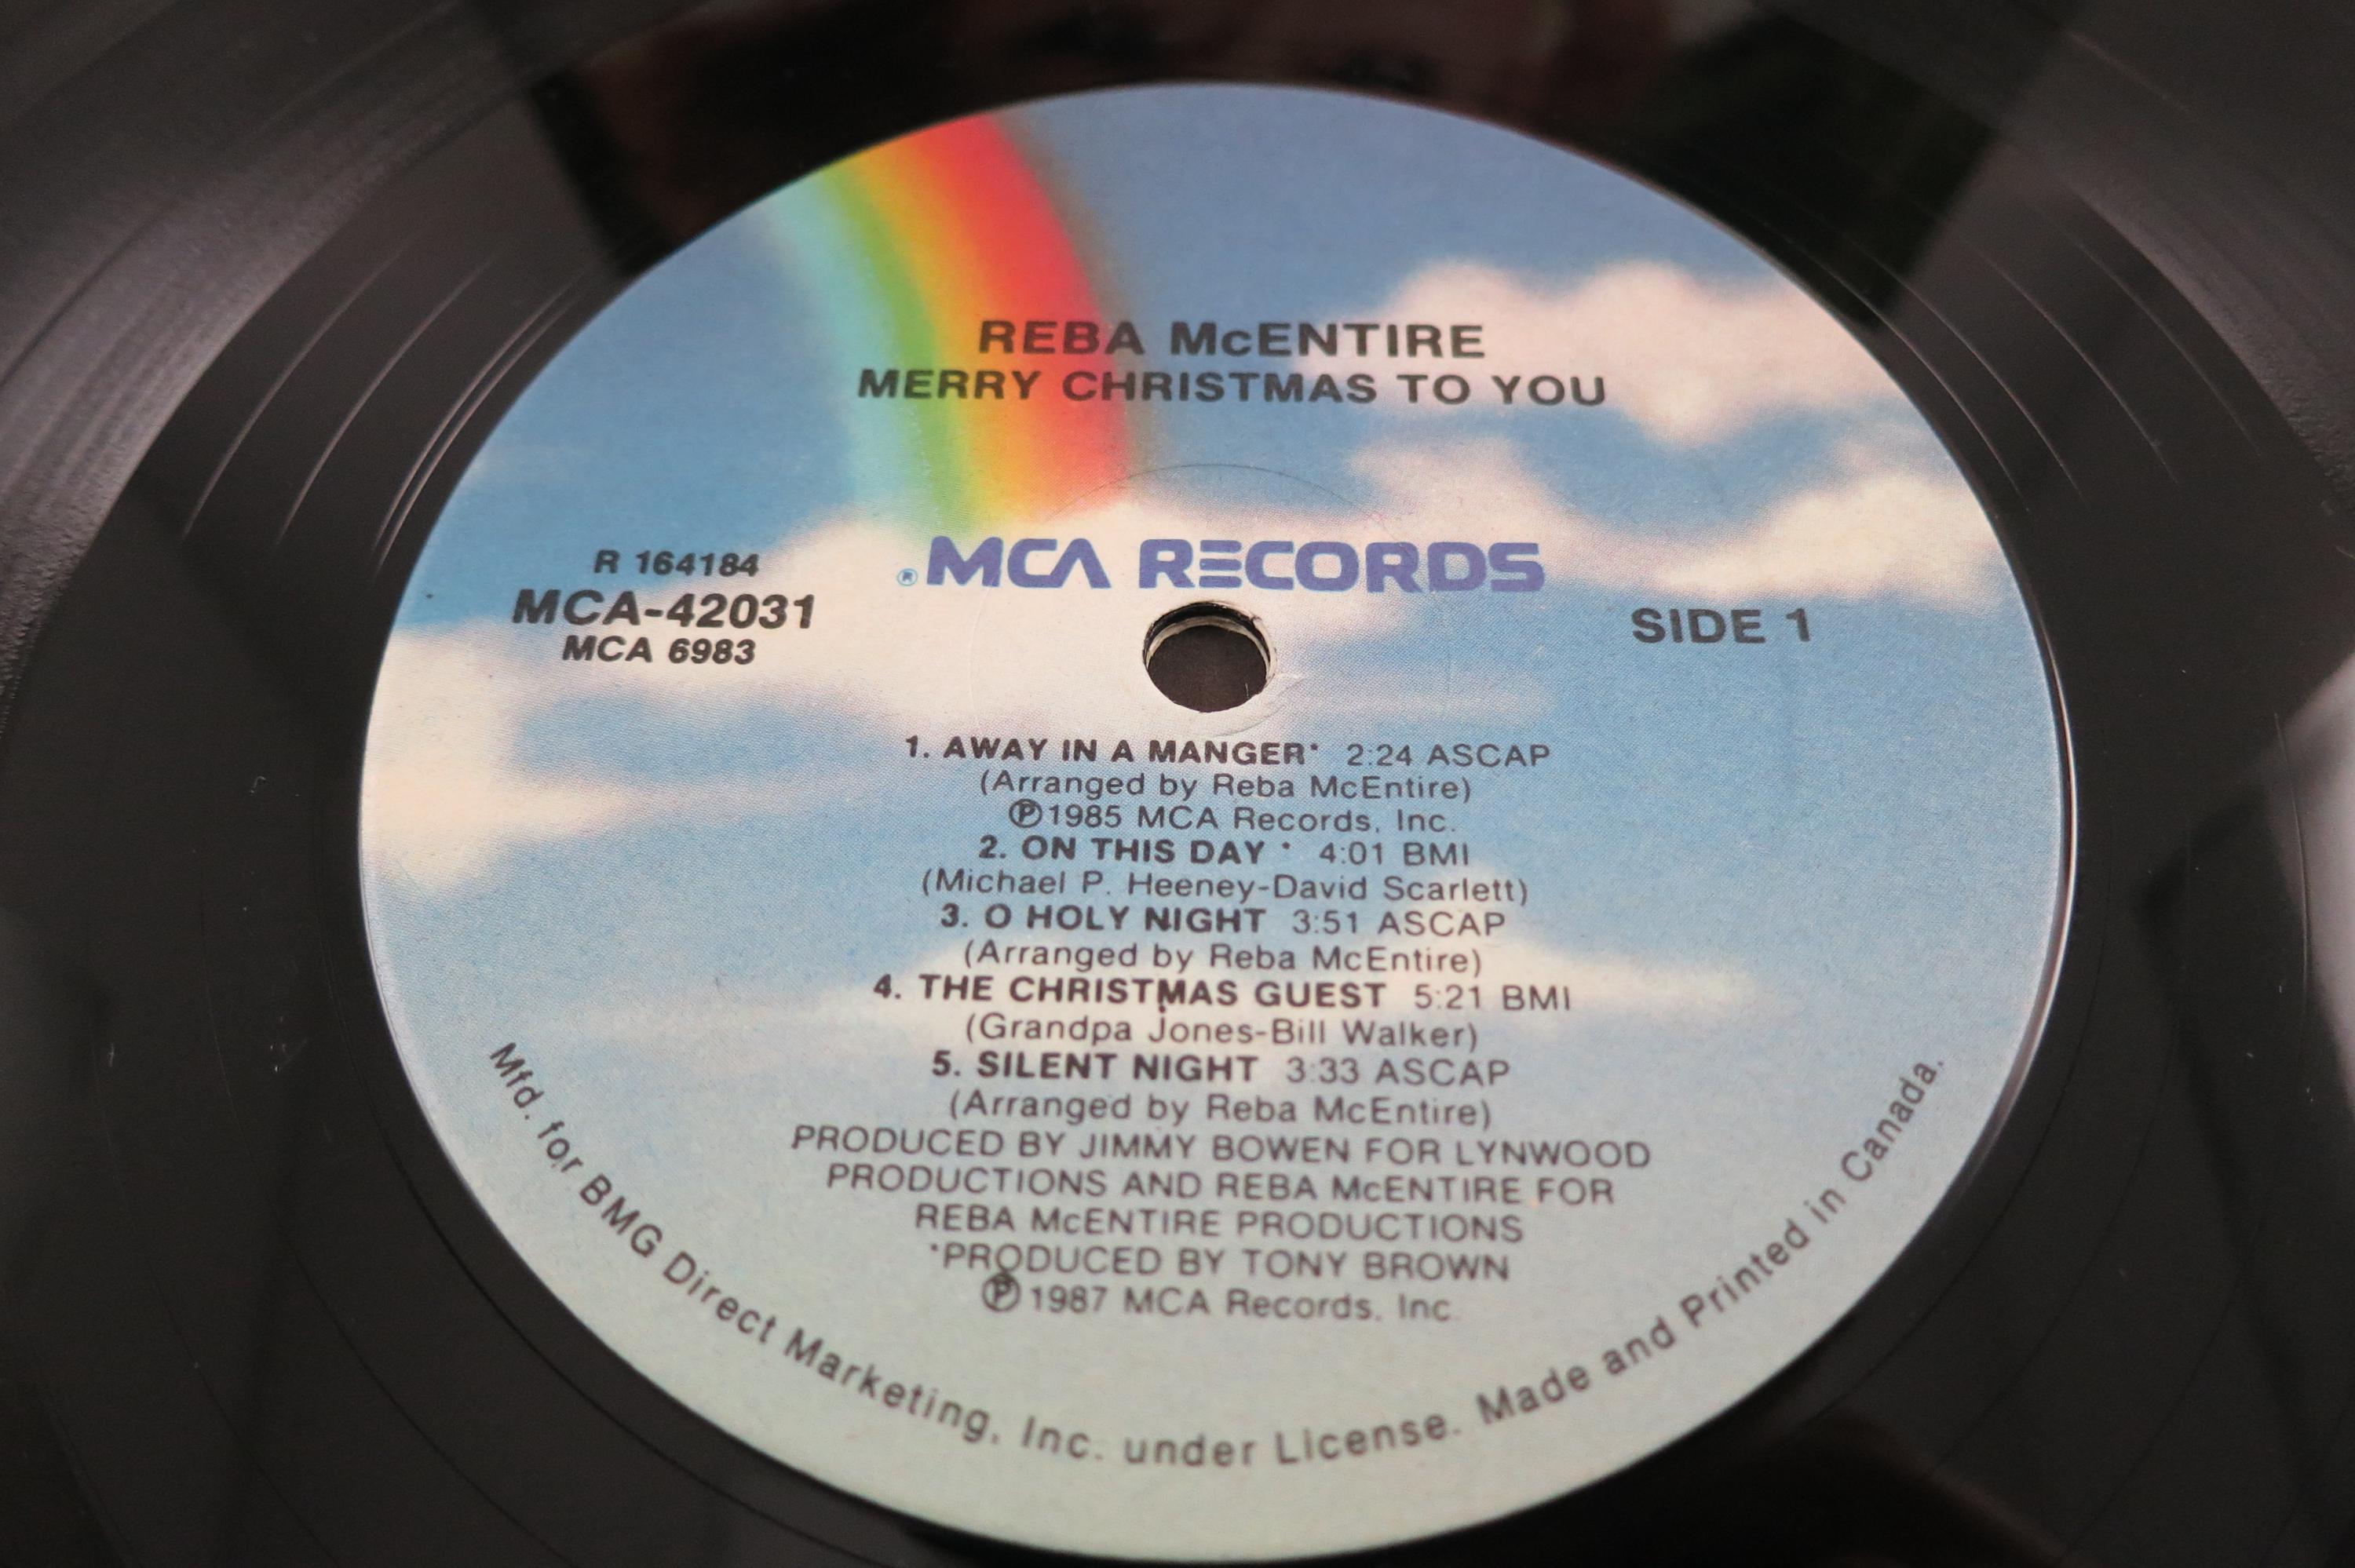 REBA McENTIRE
MERRY CHRISTMAS TO YOU
R 164184
MCA-42031
MCA 6983
® MCA RECORDS
SIDE 1
1. AWAY IN A MANGER* 2:24 ASCAP
(Arranged by Reba McEntire)
℗1985 MCA Records, Inc.
2. ON THIS DAY * 4:01 BMI
(Michael P. Heeney-David Scarlett)
3. O HOLY NIGHT 3:51 ASCAP
(Arranged by Reba McEntire)
4. THE CHRISTMAS GUEST 5:21 BMI
(Grandpa Jones-Bill Walker)
5. SILENT NIGHT 3:33 ASCAP
(Arranged by Reba McEntire)
PRODUCED BY JIMMY BOWEN FOR LYNWOOD
PRODUCTIONS AND REBA McENTIRE FOR
REBA McENTIRE PRODUCTIONS
*PRODUCED BY TONY BROWN
℗ 1987 MCA Records, Inc.
Mfd. for BMG Direct Marketing, Inc. under License. Made and Printed in Canada.